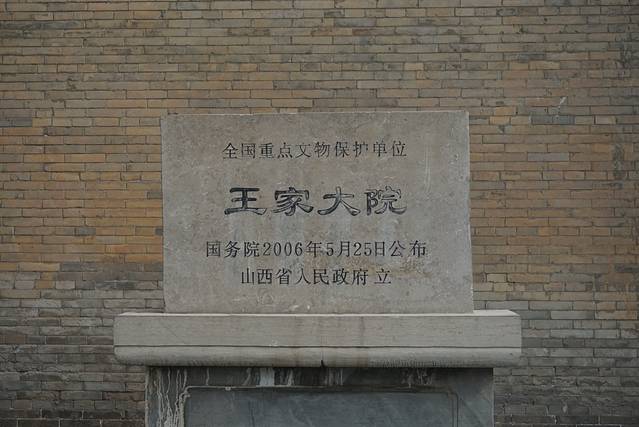 全国重点文物保护单位
王家大院
国务院2006年5月25日公布
山西省人民政府立